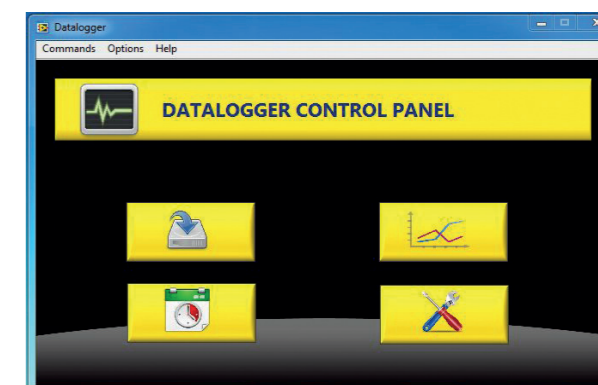 Datalogger
Commands Options Help
DATALOGGER CONTROL PANEL